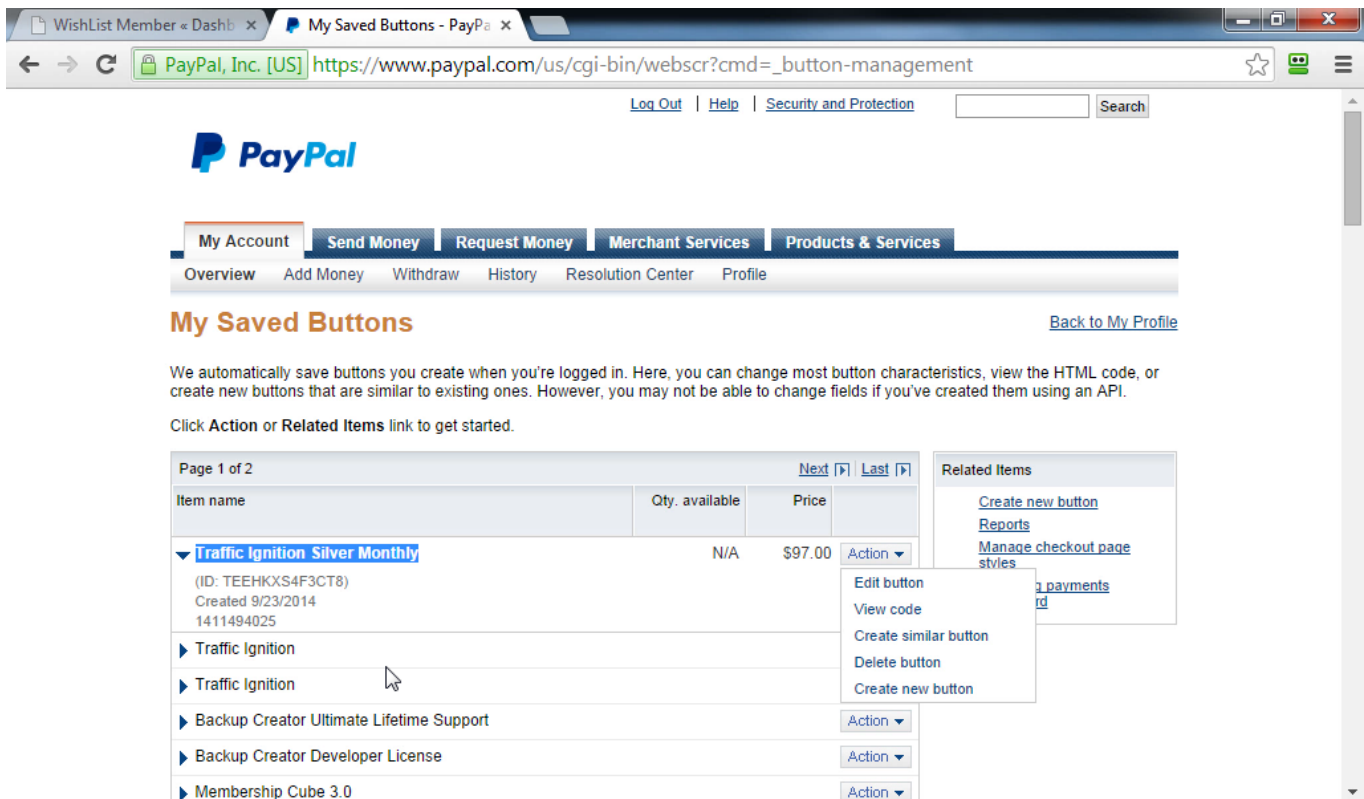 WishList Member « Dashb
My Saved Buttons - PayPa
PayPal, Inc. [US] https://www.paypal.com/us/cgi-bin/webscr?cmd=_button-management
Log Out | Help | Security and Protection
Search
PayPal
My Account Send Money Request Money Merchant Services Products & Services
Overview Add Money Withdraw History Resolution Center Profile
My Saved Buttons
Back to My Profile
We automatically save buttons you create when you're logged in. Here, you can change most button characteristics, view the HTML code, or
create new buttons that are similar to existing ones. However, you may not be able to change fields if you've created them using an API.
Click Action or Related Items link to get started.
Page 1 of 2 Next Last
Item name Qty. available Price
Traffic Ignition Silver Monthly N/A $97.00 Action
(ID: TEEHKXS4F3CT8)
Created 9/23/2014
1411494025
Edit button
View code
Create similar button
Delete button
Create new button
Traffic Ignition
Traffic Ignition
Backup Creator Ultimate Lifetime Support Action
Backup Creator Developer License Action
Membership Cube 3.0 Action
Related Items
Create new button
Reports
Manage checkout page
styles
payments